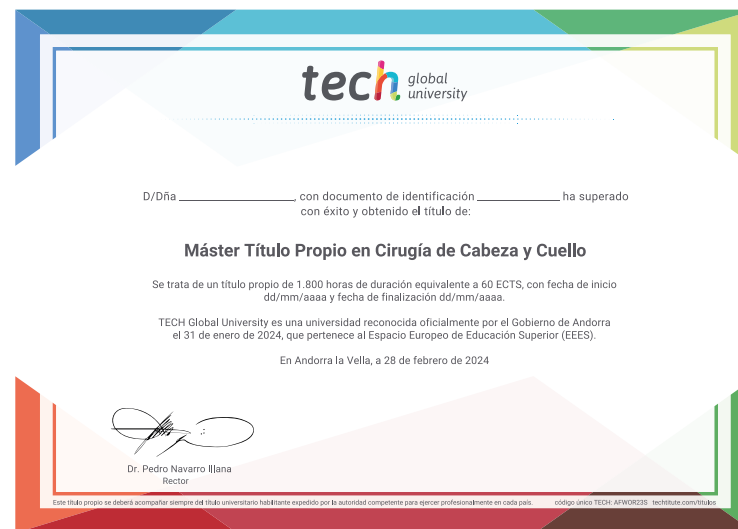 tech global university
D/Dña ____________________, con documento de identificación ______________ ha superado
con éxito y obtenido el título de:
Máster Título Propio en Cirugía de Cabeza y Cuello
Se trata de un título propio de 1.800 horas de duración equivalente a 60 ECTS, con fecha de inicio
dd/mm/aaaa y fecha de finalización dd/mm/aaaa.
TECH Global University es una universidad reconocida oficialmente por el Gobierno de Andorra
el 31 de enero de 2024, que pertenece al Espacio Europeo de Educación Superior (EEES).
En Andorra la Vella, a 28 de febrero de 2024
Dr. Pedro Navarro Illana
Rector
Este título propio se deberá acompañar siempre del título universitario habilitante expedido por la autoridad competente para ejercer profesionalmente en cada país. código único TECH: AFWOR23S techtitute.com/titulos